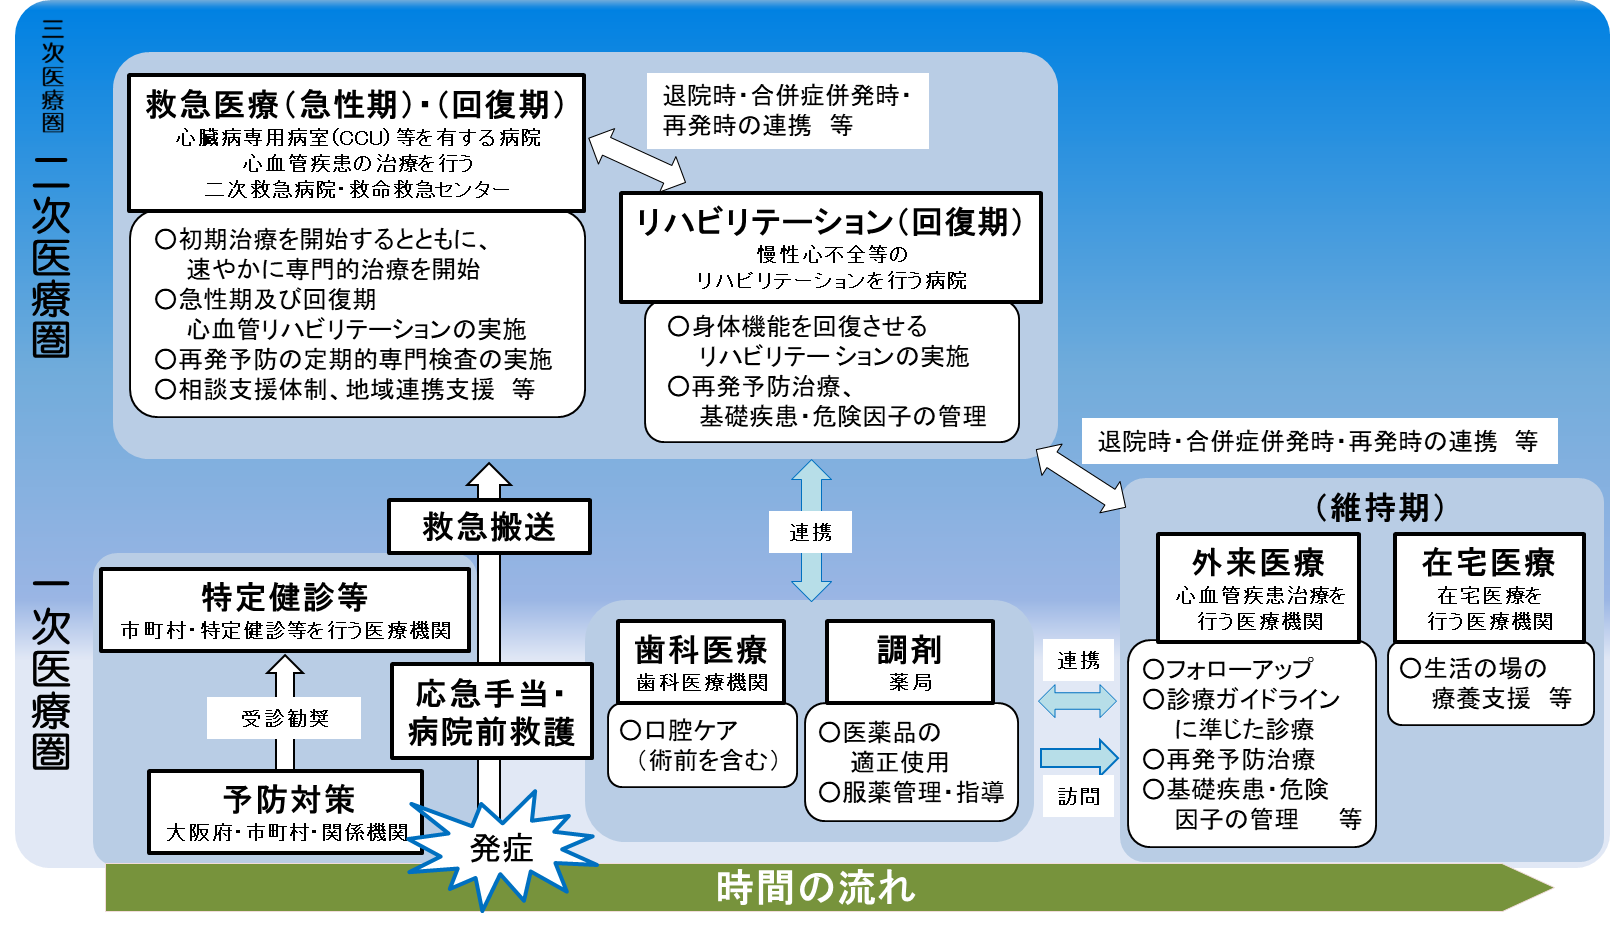 三次医療圏
二次医療圏
一次医療圏
救急医療（急性期）・（回復期）
心臓病専用病室（CCU）等を有する病院
心血管疾患の治療を行う
二次救急病院・救命救急センター
〇初期治療を開始するとともに、
速やかに専門的治療を開始
〇急性期及び回復期
心血管リハビリテーションの実施
〇再発予防の定期的専門検査の実施
〇相談支援体制、地域連携支援　等
退院時・合併症併発時・
再発時の連携　等
リハビリテーション（回復期）
慢性心不全等の
リハビリテーションを行う病院
〇身体機能を回復させる
リハビリテーションの実施
〇再発予防治療、
基礎疾患・危険因子の管理
退院時・合併症併発時・再発時の連携　等
救急搬送
連携
特定健診等
市町村・特定健診等を行う医療機関
受診勧奨
予防対策
大阪府・市町村・関係機関
応急手当・
病院前救護
発症
歯科医療
歯科医療機関
〇口腔ケア
（術前を含む）
調剤
薬局
〇医薬品の
適正使用
〇服薬管理・指導
連携
訪問
（維持期）
外来医療
心血管疾患治療を
行う医療機関
〇フォローアップ
〇診療ガイドライン
に準じた診療
〇再発予防治療
〇基礎疾患・危険
因子の管理　等
在宅医療
在宅医療を
行う医療機関
〇生活の場の
療養支援　等
時間の流れ